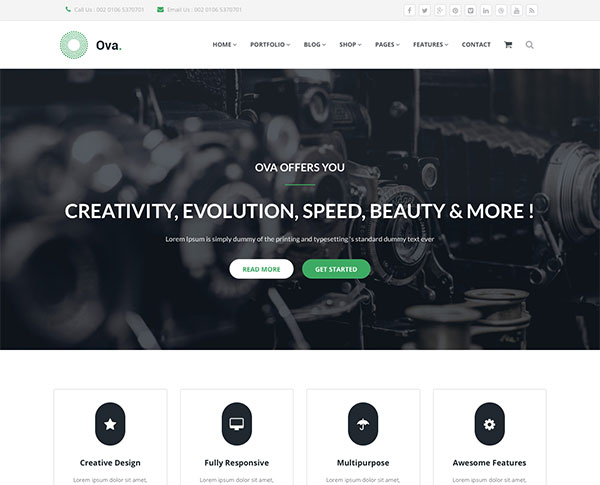 Call Us : 002 0106 5370701 Email Us : 002 0106 5370701
Ova. HOME PORTFOLIO BLOG SHOP PAGES FEATURES CONTACT
OVA OFFERS YOU
CREATIVITY, EVOLUTION, SPEED, BEAUTY & MORE !
Lorem Ipsum is simply dummy of the printing and typesetting 's standard dummy text ever
READ MORE GET STARTED
Creative Design Fully Responsive Multipurpose Awesome Features
Lorem ipsum dolor sit amet, Lorem ipsum dolor sit amet, Lorem ipsum dolor sit amet, Lorem ipsum dolor sit amet,